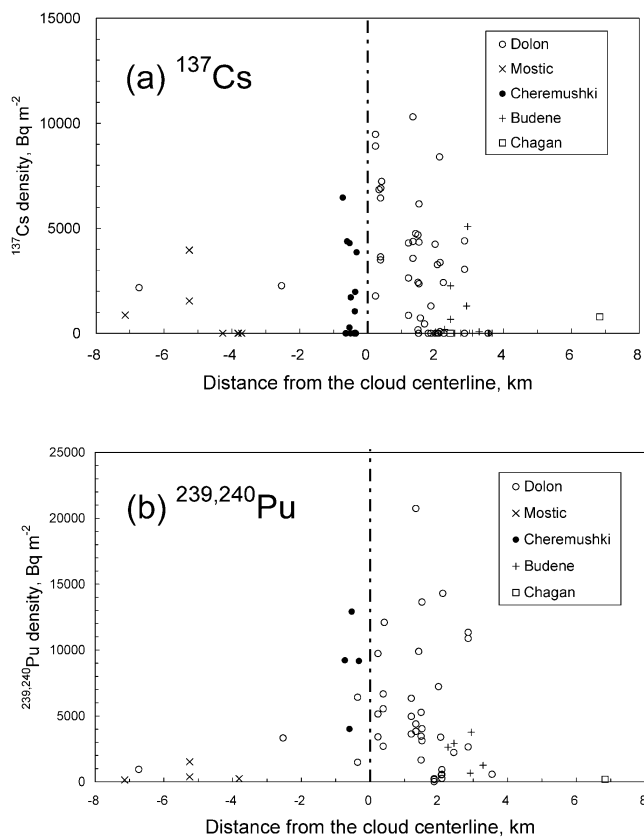 15000
10000
5000
0
-8 -6 -4 -2 0 2 4 6 8
137Cs density, Bq m-2
Distance from the cloud centerline, km
(a) 137Cs
Dolon
Mostic
Cheremushki
Budene
Chagan
25000
20000
15000
10000
5000
0
-8 -6 -4 -2 0 2 4 6 8
239,240Pu density, Bq m-2
Distance from the cloud centerline, km
(b) 239,240Pu
Dolon
Mostic
Cheremushki
Budene
Chagan